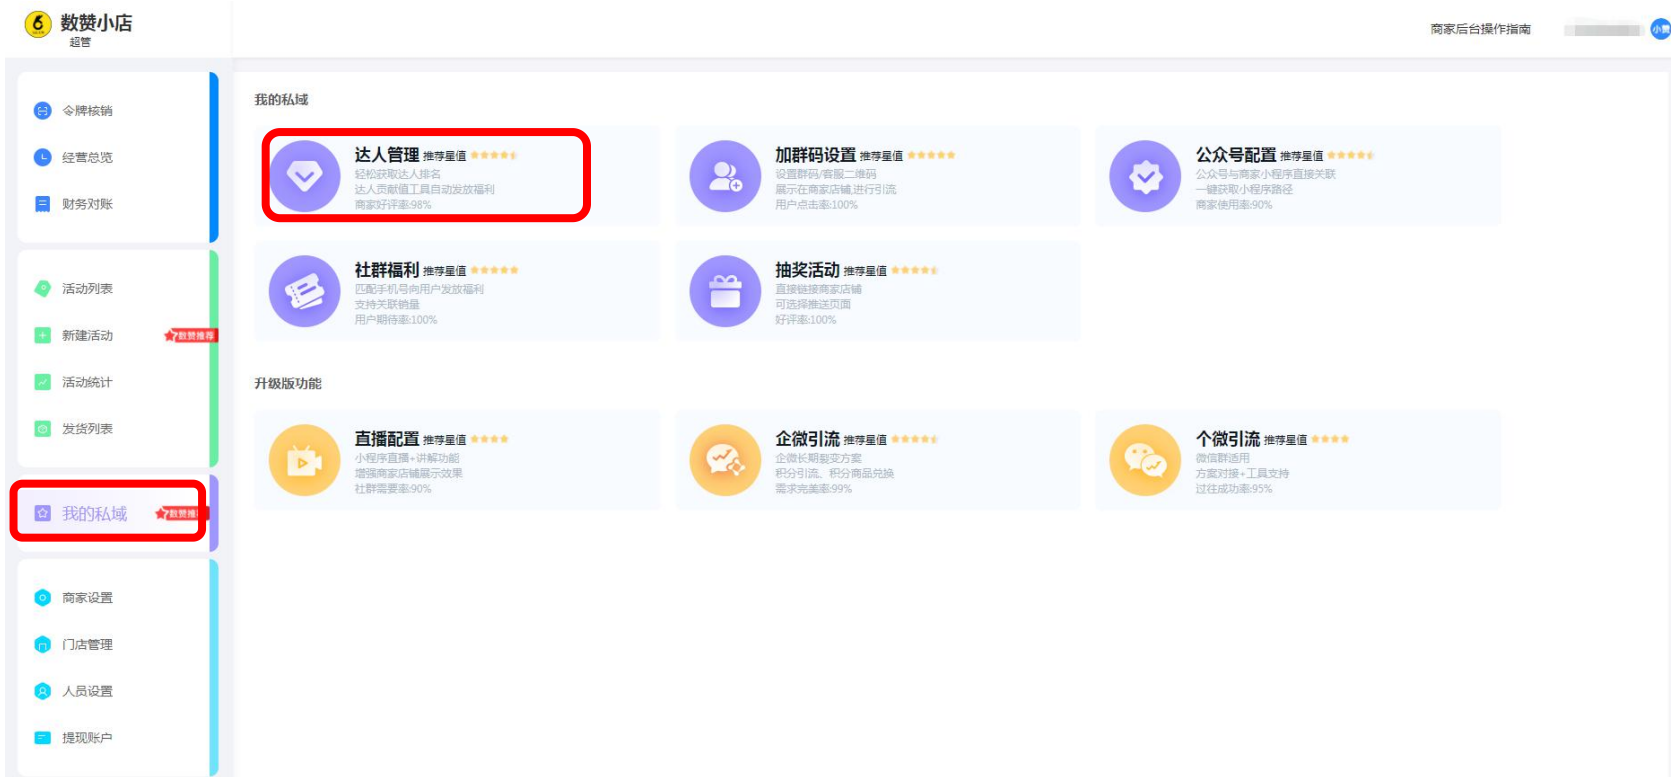 数赞小店
超管
商家后台操作指南
小赞
令牌核销
经营总览
财务对账
活动列表
新建活动
数赞推荐
活动统计
发货列表
我的私域
数赞推
商家设置
门店管理
人员设置
提现账户
我的私域
达人管理 推荐星值
轻松获取达人排名
达人贡献值工具自动发放福利
商家好评率:98%
加群码设置 推荐星值
设置群码/客服二维码
展示在商家店铺,进行引流
用户点击率:100%
公众号配置 推荐星值
公众号与商家小程序直接关联
一键获取小程序路径
商家使用率:90%
社群福利 推荐星值
匹配手机号向用户发放福利
支持关联销量
用户期待率:100%
抽奖活动 推荐星值
直接链接商家店铺
可选择推送页面
好评率:100%
升级版功能
直播配置 推荐星值
小程序直播+讲解功能
增强商家店铺展示效果
社群需要率:90%
企微引流 推荐星值
企微长期裂变方案
积分引流、积分商品兑换
需求完美率:99%
个微引流 推荐星值
微信群适用
方案对接+工具支持
过往成功率:95%